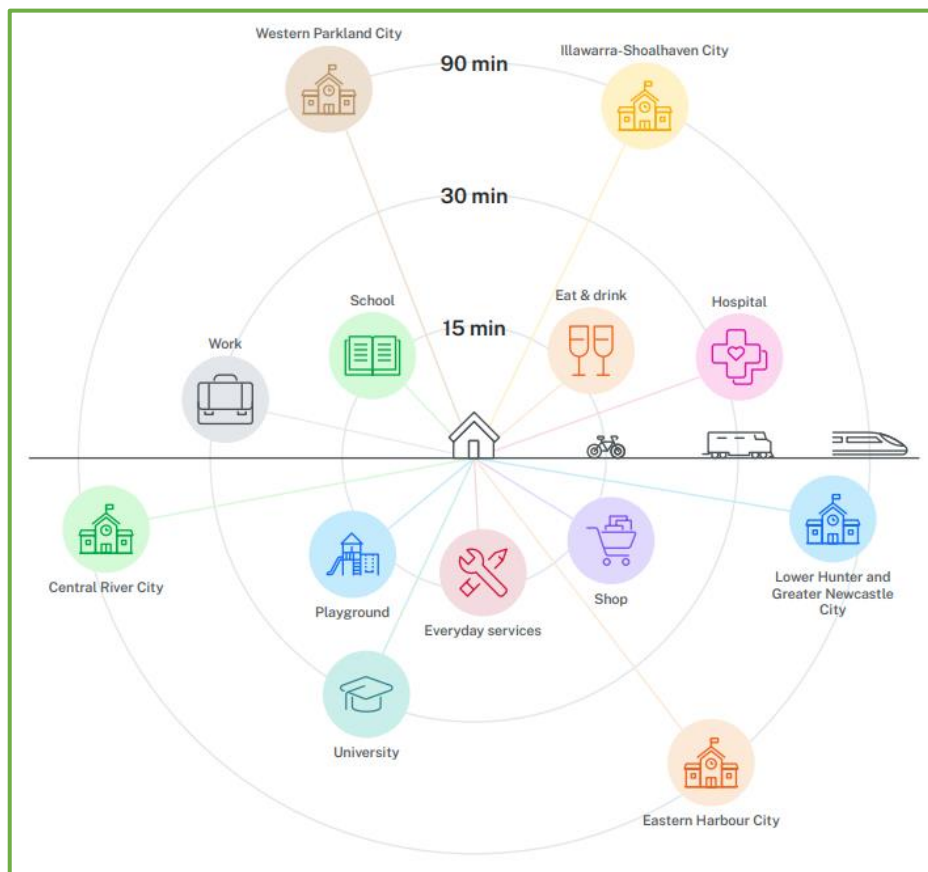 Western Parkland City
Illawarra-Shoalhaven City
90 min
30 min
School
Eat & drink
Hospital
15 min
Work
Central River City
Playground
Everyday services
Shop
Lower Hunter and
Greater Newcastle
City
University
Eastern Harbour City